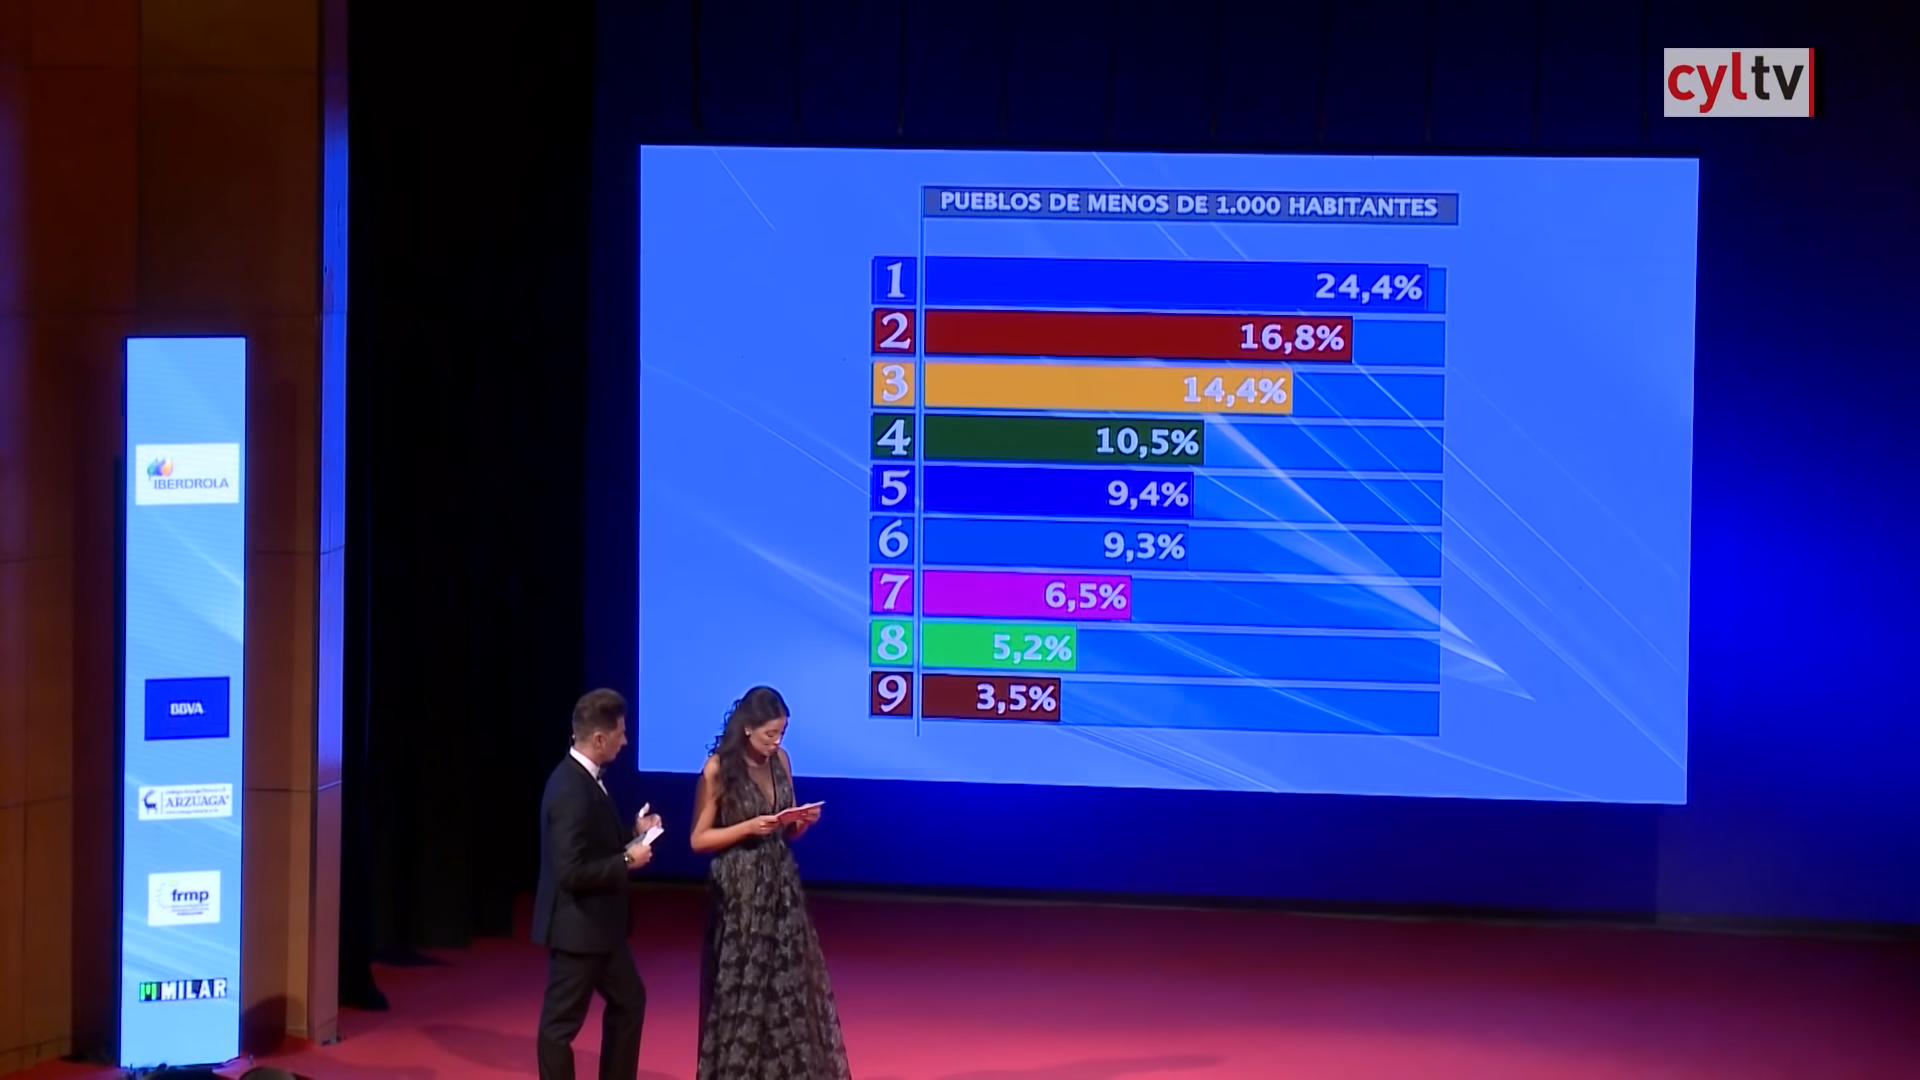 cyltv
PUEBLOS DE MENOS DE 1.000 HABITANTES
1 24,4%
2 16,8%
3 14,4%
4 10,5%
5 9,4%
6 9,3%
7 6,5%
8 5,2%
9 3,5%
IBERDROLA
BBVA
ARZUAGA
frmp
MILAR